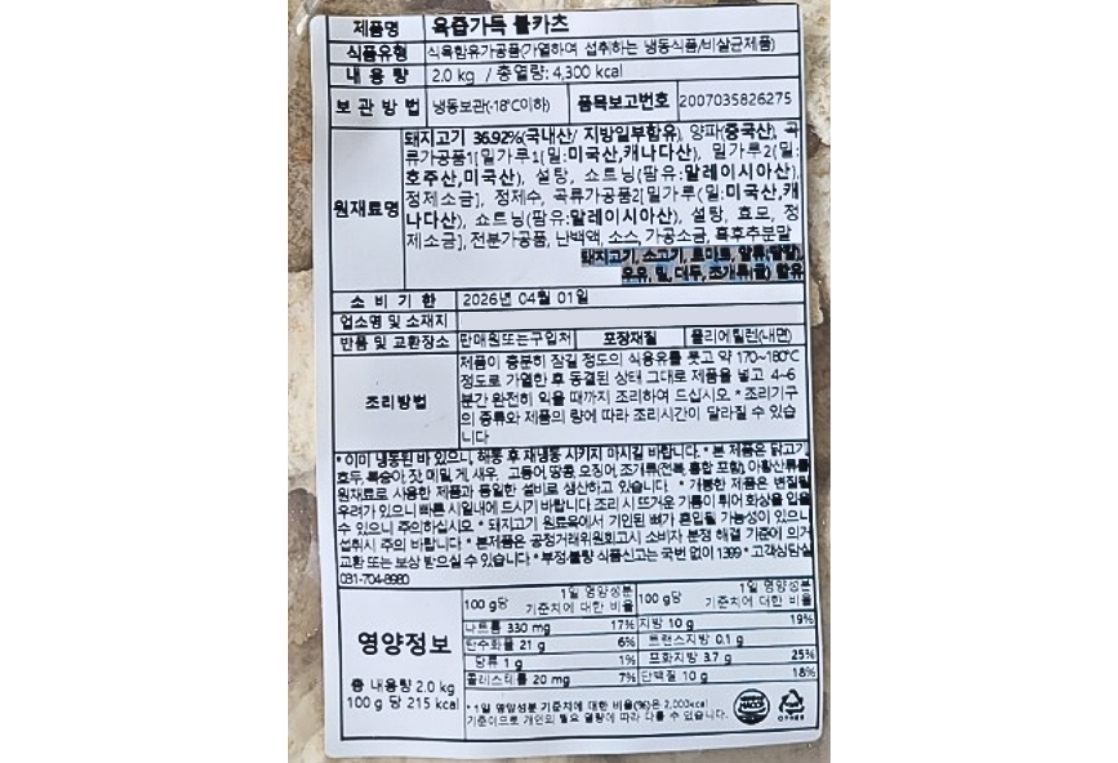 제품명 육즙가득 볼카츠
식품유형 식육함유가공품(가열하여 섭취하는 냉동식품/비살균제품)
내 용 량 2.0 kg / 총열량: 4,300 kcal
보 관 방 법 냉동보관(-18℃이하) 품목보고번호 2007035826275
원재료명
돼지고기 36.92%(국내산/ 지방일부함유), 양파(중국산), 곡
류가공품1[밀가루1(밀:미국산,캐나다산), 밀가루2(밀:
호주산,미국산), 설탕, 쇼트닝(팜유:말레이시아산),
정제소금], 정제수, 곡류가공품2[밀가루(밀:미국산,캐
나다산), 쇼트닝(팜유:말레이시아산), 설탕, 효모, 정
제소금], 전분가공품, 난백액, 소스, 가공소금, 흑후추분말
돼지고기, 소고기, 토마토, 알류(달걀),
우유, 밀, 대두, 조개류(굴) 함유
소 비 기 한 2026년 04월 01일
업소명 및 소재지
반품 및 교환장소 판매원또는구입처 포장재질 폴리에틸렌(내면)
조리방법
제품이 충분히 잠길 정도의 식용유를 붓고 약 170~180℃
정도로 가열한 후 동결된 상태 그대로 제품을 넣고 4~6
분간 완전히 익을 때까지 조리하여 드십시오 * 조리기구
의 종류와 제품의 량에 따라 조리시간이 달라질 수 있습
니다
* 이미 냉동된 바 있으니, 해동 후 재냉동 시키지 마시길 바랍니다. * 본 제품은 닭고기,
호두, 복숭아, 잣, 메밀, 게, 새우, 고등어, 땅콩, 오징어, 조개류(전복, 홍합 포함), 아황산류를
원재료로 사용한 제품과 동일한 설비로 생산하고 있습니다. * 개봉한 제품은 변질될
우려가 있으니 빠른 시일내에 드시기 바랍니다. 조리 시 뜨거운 기름이 튀어 화상을 입을
수 있으니 주의하십시오 * 돼지고기 원료육에서 기인된 뼈가 혼입될 가능성이 있으니
섭취시 주의 바랍니다 * 본제품은 공정거래위원회고시 소비자 분쟁 해결 기준에 의거
교환 또는 보상 받으실 수 있습니다. * 부정·불량 식품신고는 국번 없이 1399 * 고객상담실
031-704-8980
영양정보
총 내용량 2.0 kg
100 g 당 215 kcal
100 g당 1일 영양성분 기준치에 대한 비율 100 g당 1일 영양성분 기준치에 대한 비율
나트륨 330 mg 17% 지방 10 g 19%
탄수화물 21 g 6% 트랜스지방 0.1 g
당류 1 g 1% 포화지방 3.7 g 25%
콜레스테롤 20 mg 7% 단백질 10 g 18%
* 1일 영양성분 기준치에 대한 비율(%)은 2,000kcal
기준이므로 개인의 필요 열량에 따라 다를 수 있습니다.
HACCP